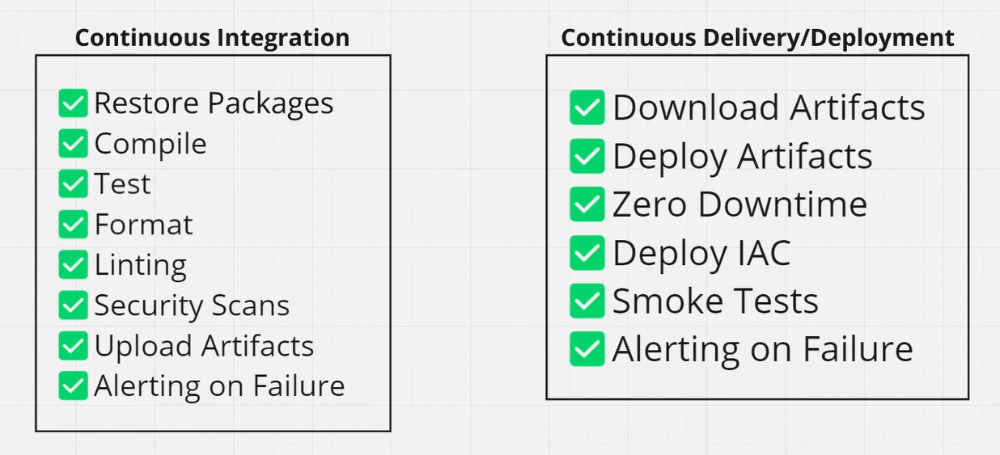 Continuous Integration
Restore Packages
Compile
Test
Format
Linting
Security Scans
Upload Artifacts
Alerting on Failure
Continuous Delivery/Deployment
Download Artifacts
Deploy Artifacts
Zero Downtime
Deploy IAC
Smoke Tests
Alerting on Failure